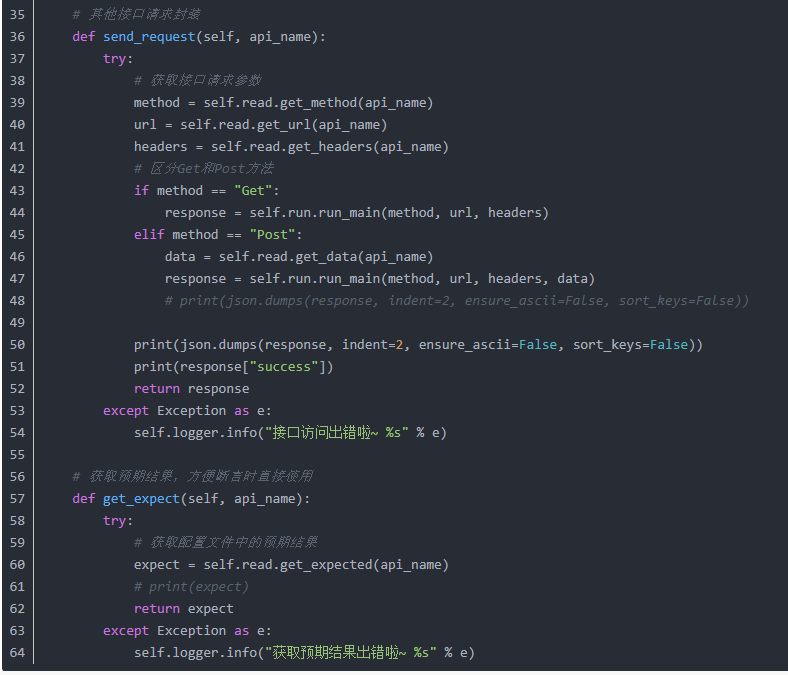 35 # 其他接口请求封装
36 def send_request(self, api_name):
37 try:
38 # 获取接口请求参数
39 method = self.read.get_method(api_name)
40 url = self.read.get_url(api_name)
41 headers = self.read.get_headers(api_name)
42 # 区分Get和Post方法
43 if method == "Get":
44 response = self.run.run_main(method, url, headers)
45 elif method == "Post":
46 data = self.read.get_data(api_name)
47 response = self.run.run_main(method, url, headers, data)
48 # print(json.dumps(response, indent=2, ensure_ascii=False, sort_keys=False))
49
50 print(json.dumps(response, indent=2, ensure_ascii=False, sort_keys=False))
51 print(response["success"])
52 return response
53 except Exception as e:
54 self.logger.info("接口访问出错啦~ %s" % e)
55
56 # 获取预期结果，方便断言时直接使用
57 def get_expect(self, api_name):
58 try:
59 # 获取配置文件中的预期结果
60 expect = self.read.get_expected(api_name)
61 # print(expect)
62 return expect
63 except Exception as e:
64 self.logger.info("获取预期结果出错啦~ %s" % e)